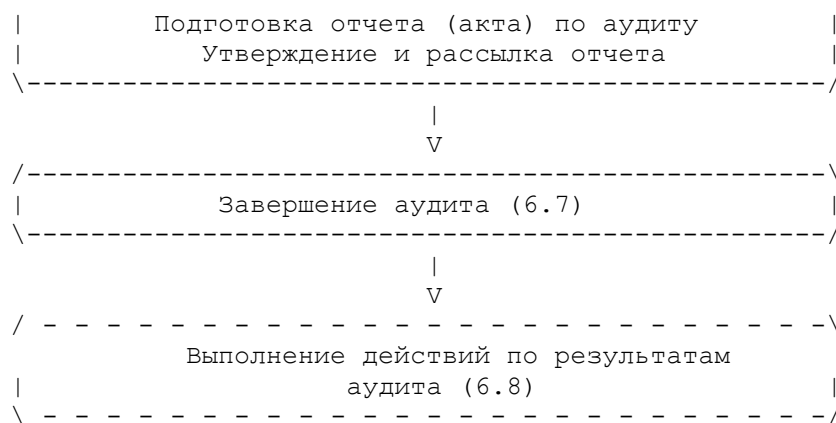 Подготовка отчета (акта) по аудиту
Утверждение и рассылка отчета
Завершение аудита (6.7)
Выполнение действий по результатам
аудита (6.8)